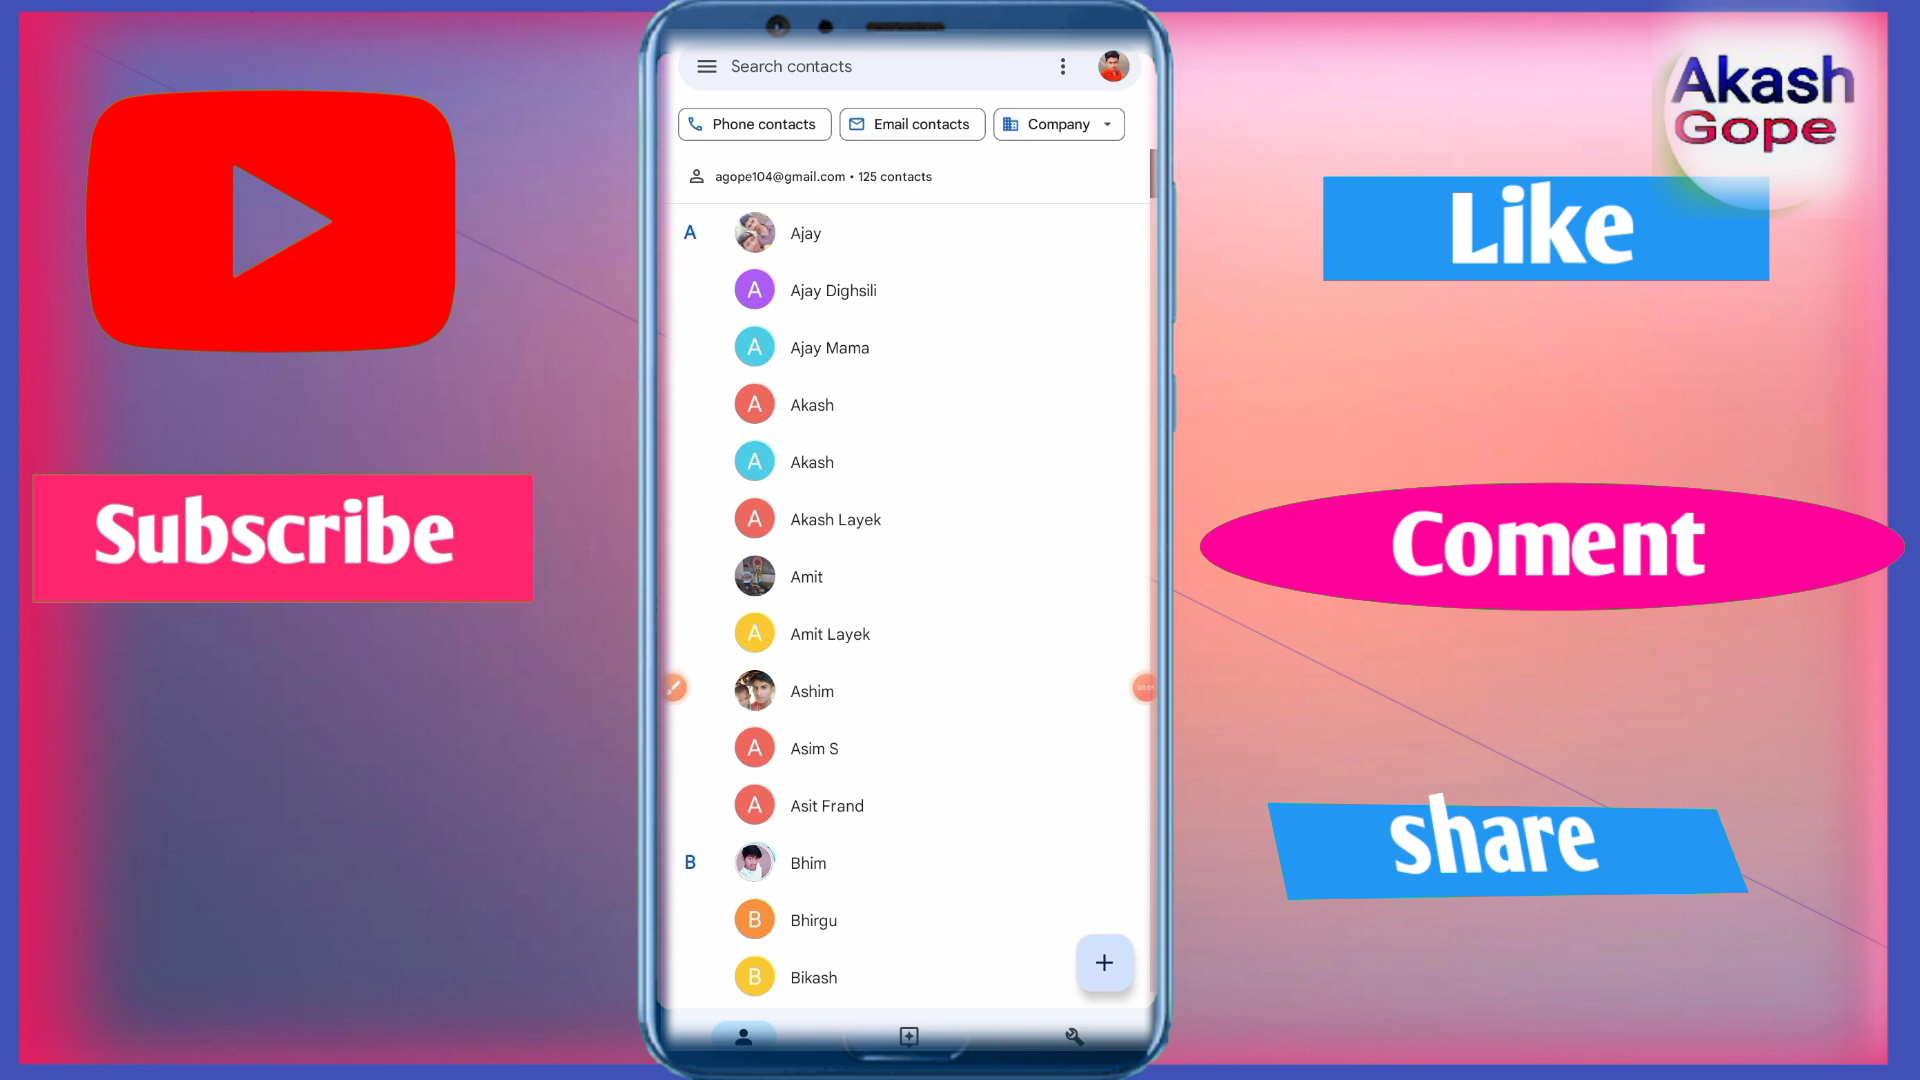 Search contacts
Phone contacts
Email contacts
Company
agope104@gmail.com • 125 contacts
A
Ajay
A
Ajay Dighsili
A
Ajay Mama
A
Akash
A
Akash
A
Akash Layek
Amit
A
Amit Layek
Ashim
A
Asim S
A
Asit Frand
B
Bhim
B
Bhirgu
B
Bikash
Subscribe
Akash
Gope
Like
Coment
share